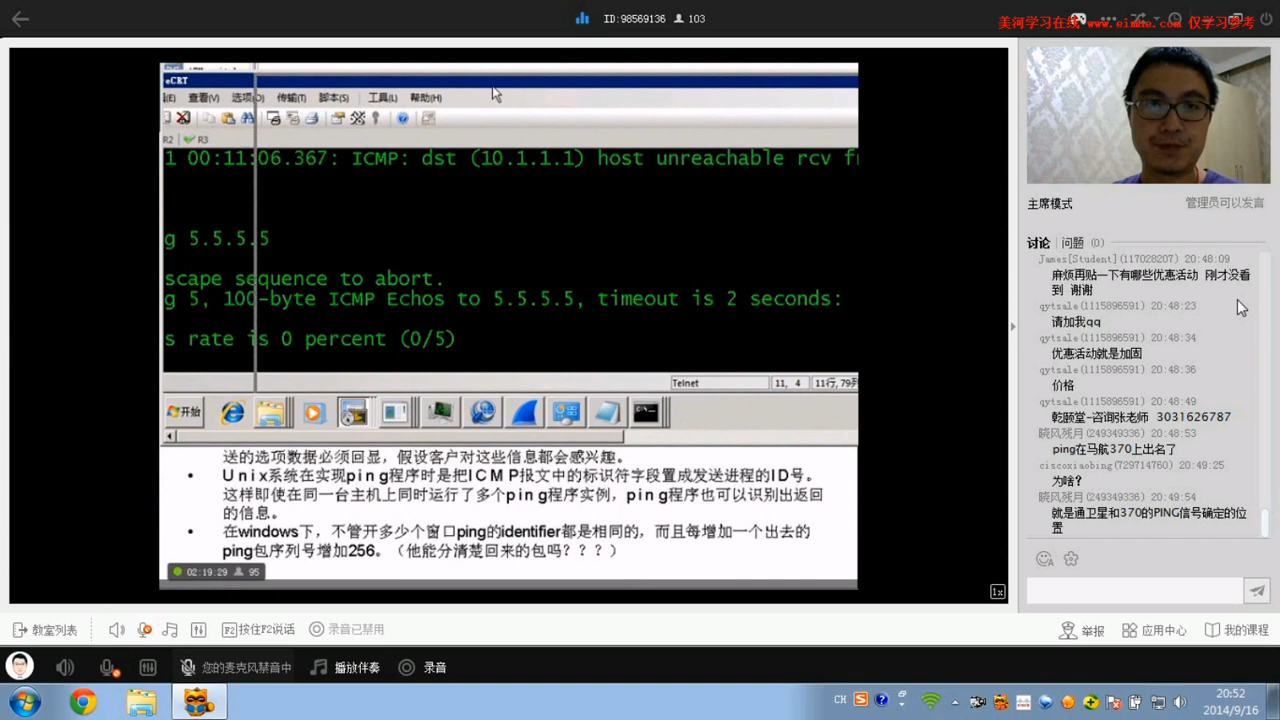 ID:98569136 103
美河学习在线 www.eimhe.com 仅学习参考
eCRT
(E) 查看(V) 选项(O) 传输(T) 脚本(S) 工具(L) 帮助(H)
R2 R3
1 00:11:06.367: ICMP: dst (10.1.1.1) host unreachable rcv
g 5.5.5.5
scape sequence to abort.
g 5, 100-byte ICMP Echos to 5.5.5.5, timeout is 2 seconds:
s rate is 0 percent (0/5)
Telnet 11, 4 11行, 79列
开始
送的选项数据必须回显，假设客户对这些信息都会感兴趣。
• Unix系统在实现ping程序时是把ICMP报文中的标识符字段置成发送进程的ID号。
这样即使在同一台主机上同时运行了多个ping程序实例，ping程序也可以识别出返回
的信息。
• 在windows下，不管开多少个窗口ping的identifier都是相同的，而且每增加一个出去的
ping包序列号增加256。（他能分清楚回来的包吗？？？）
02:19:29 95
1x
主席模式 管理员可以发言
讨论 问题 (0)
James[Student](117028207) 20:48:09
麻烦再贴一下有哪些优惠活动 刚才没看
到 谢谢
qytsale(1115896591) 20:48:23
请加我qq
qytsale(1115896591) 20:48:34
优惠活动就是加固
qytsale(1115896591) 20:48:36
价格
qytsale(1115896591) 20:48:49
乾颐堂-咨询张老师 3031626787
晓风残月(249349336) 20:48:53
ping在马航370上出名了
ciscoxiaobing(729714760) 20:49:25
为啥?
晓风残月(249349336) 20:49:54
就是通卫星和370的PING信号确定的位
置
教室列表 F2 按住F2说话 录音已禁用
举报 应用中心 我的课程
您的麦克风禁音中 播放伴奏 录音
CH
20:52
2014/9/16